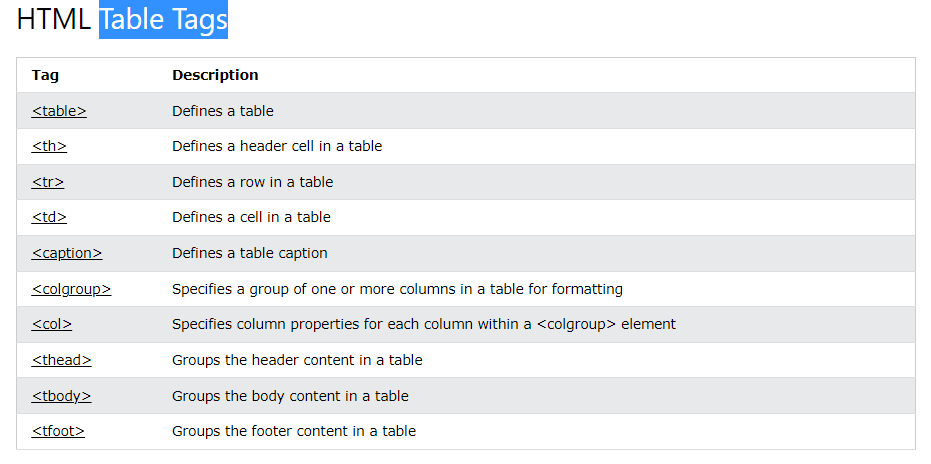 HTML Table Tags
Tag Description
<table> Defines a table
<th> Defines a header cell in a table
<tr> Defines a row in a table
<td> Defines a cell in a table
<caption> Defines a table caption
<colgroup> Specifies a group of one or more columns in a table for formatting
<col> Specifies column properties for each column within a <colgroup> element
<thead> Groups the header content in a table
<tbody> Groups the body content in a table
<tfoot> Groups the footer content in a table